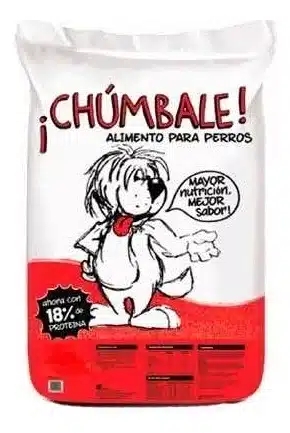 ¡CHÚMBALE!
ALIMENTO PARA PERROS
MAYOR
nutrición,
MEJOR
Sabor!
ahora con
18% de
PROTEINA